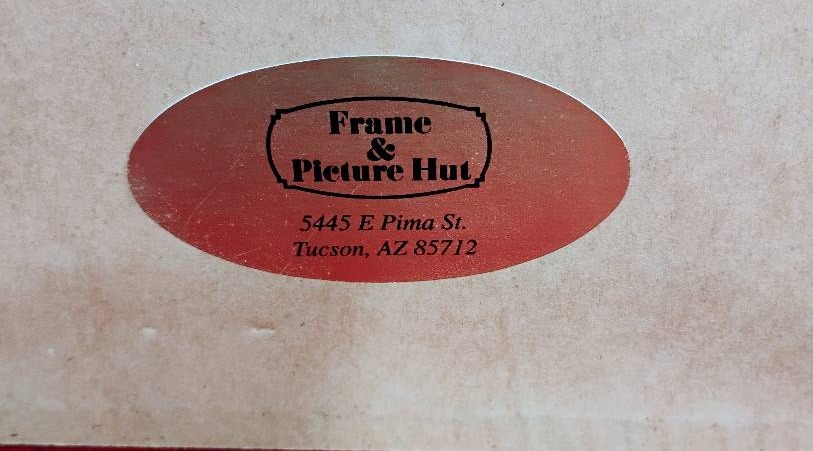 Frame
&
Picture Hut
5445 E Pima St.
Tucson, AZ 85712